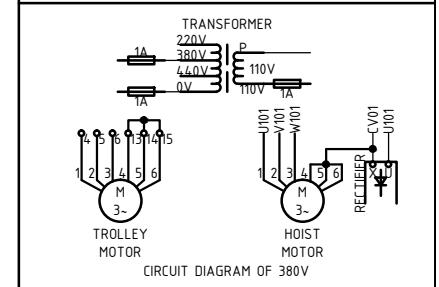 TRANSFORMER
220V
380V
440V
0V
P
110V
110V
1A
1A
1A
4 5 6 13 14 15
1 2 3 4 5 6
M
3~
TROLLEY
MOTOR
U101
V101
W101
1 2 3 4 5 6
M
3~
HOIST
MOTOR
CV01
U101
RECTIFIER
X U
CIRCUIT DIAGRAM OF 380V